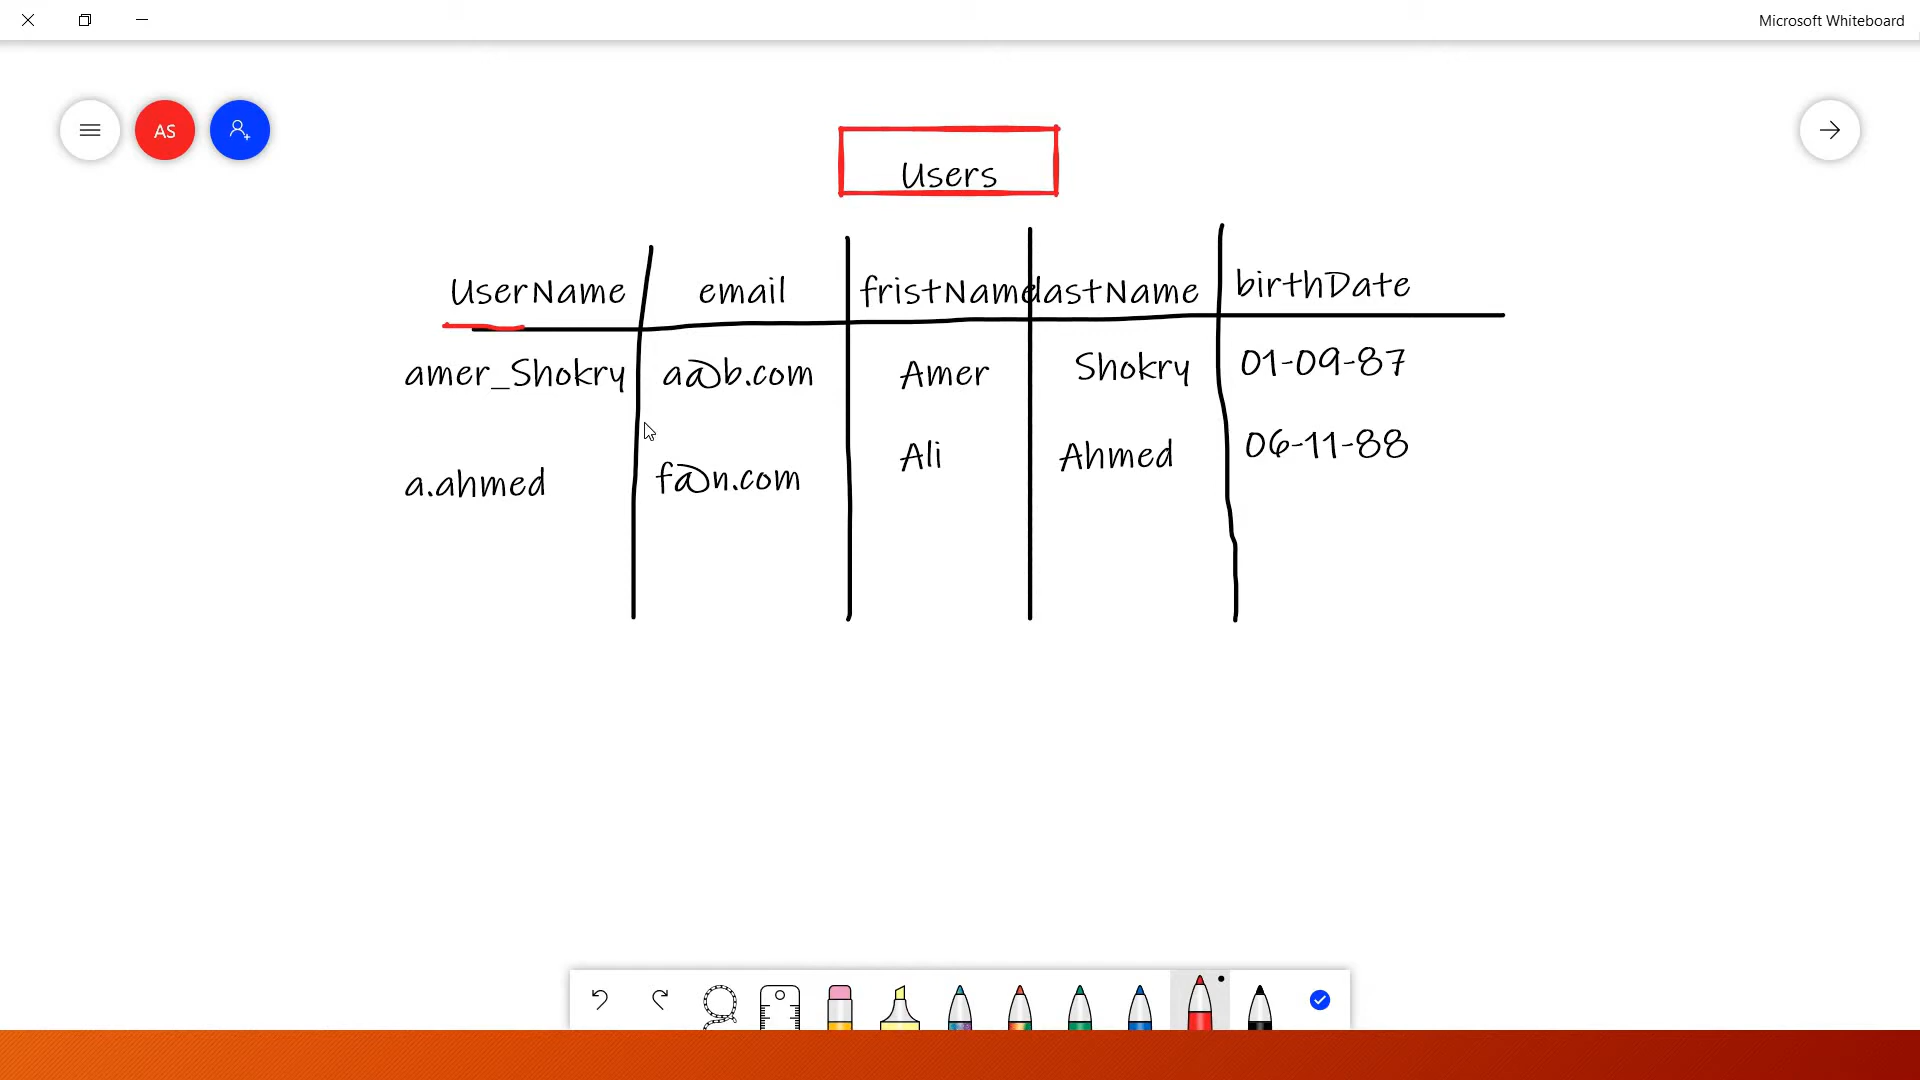 Microsoft Whiteboard
AS
Users
UserName email fristName lastName birthDate
amer_Shokry a@b.com Amer Shokry 01-09-87
a.ahmed f@n.com Ali Ahmed 06-11-88